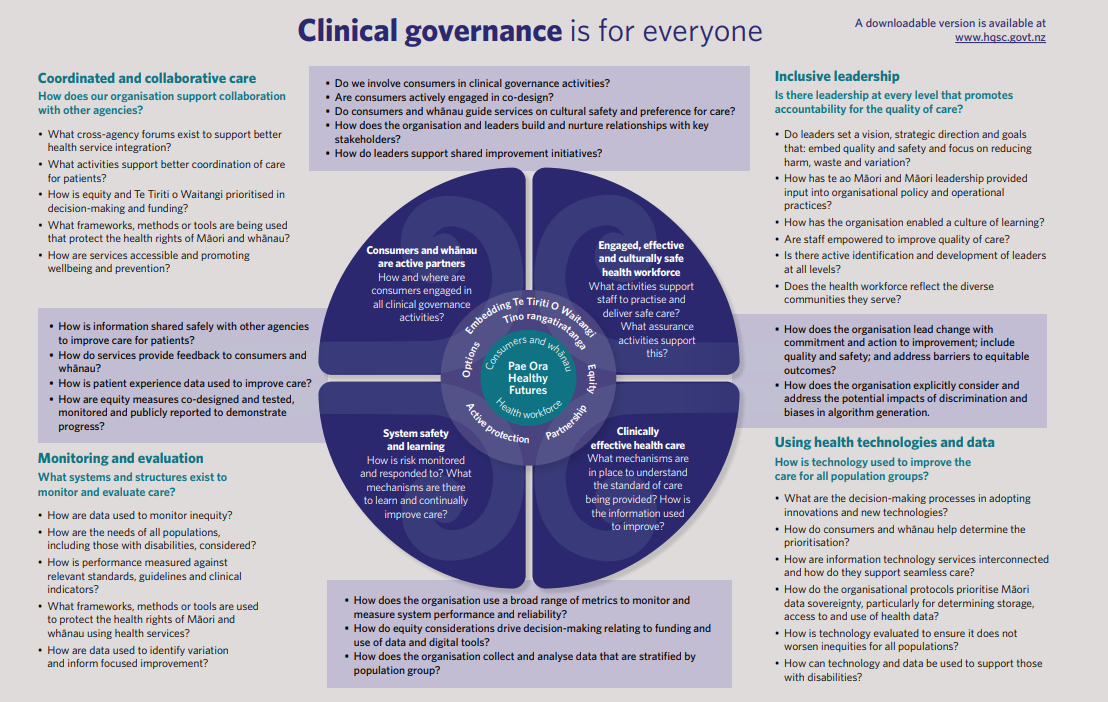 Clinical governance is for everyone
A downloadable version is available at
www.hqsc.govt.nz
Coordinated and collaborative care
How does our organisation support collaboration
with other agencies?
• What cross-agency forums exist to support better
health service integration?
• What activities support better coordination of care
for patients?
• How is equity and Te Tiriti o Waitangi prioritised in
decision-making and funding?
• What frameworks, methods or tools are being used
that protect the health rights of Māori and whānau?
• How are services accessible and promoting
wellbeing and prevention?
• Do we involve consumers in clinical governance activities?
• Are consumers actively engaged in co-design?
• Do consumers and whānau guide services on cultural safety and preference for care?
• How does the organisation and leaders build and nurture relationships with key
stakeholders?
• How do leaders support shared improvement initiatives?
Inclusive leadership
Is there leadership at every level that promotes
accountability for the quality of care?
• Do leaders set a vision, strategic direction and goals
that: embed quality and safety and focus on reducing
harm, waste and variation?
• How has te ao Māori and Māori leadership provided
input into organisational policy and operational
practices?
• How has the organisation enabled a culture of learning?
• Are staff empowered to improve quality of care?
• Is there active identification and development of leaders
at all levels?
• Does the health workforce reflect the diverse
communities they serve?
Consumers and whānau
are active partners
How and where are
consumers engaged in
all clinical governance
activities?
Engaged, effective
and culturally safe
health workforce
What activities support
staff to practise and
deliver safe care?
What assurance
activities support
this?
Embedding Te Tiriti O Waitangi
Tino rangatiratanga
Options
Equity
Active protection
Partnership
Consumers and whānau
Pae Ora
Healthy
Futures
Health workforce
System safety
and learning
How is risk monitored
and responded to? What
mechanisms are there
to learn and continually
improve care?
Clinically
effective health care
What mechanisms are
in place to understand
the standard of care
being provided? How is
the information used
to improve?
• How is information shared safely with other agencies
to improve care for patients?
• How do services provide feedback to consumers and
whānau?
• How is patient experience data used to improve care?
• How are equity measures co-designed and tested,
monitored and publicly reported to demonstrate
progress?
• How does the organisation lead change with
commitment and action to improvement; include
quality and safety; and address barriers to equitable
outcomes?
• How does the organisation explicitly consider and
address the potential impacts of discrimination and
biases in algorithm generation.
Monitoring and evaluation
What systems and structures exist to
monitor and evaluate care?
• How are data used to monitor inequity?
• How are the needs of all populations,
including those with disabilities, considered?
• How is performance measured against
relevant standards, guidelines and clinical
indicators?
• What frameworks, methods or tools are used
to protect the health rights of Māori and
whānau using health services?
• How are data used to identify variation
and inform focused improvement?
• How does the organisation use a broad range of metrics to monitor and
measure system performance and reliability?
• How do equity considerations drive decision-making relating to funding and
use of data and digital tools?
• How does the organisation collect and analyse data that are stratified by
population group?
Using health technologies and data
How is technology used to improve the
care for all population groups?
• What are the decision-making processes in adopting
innovations and new technologies?
• How do consumers and whānau help determine the
prioritisation?
• How are information technology services interconnected
and how do they support seamless care?
• How do the organisational protocols prioritise Māori
data sovereignty, particularly for determining storage,
access to and use of health data?
• How is technology evaluated to ensure it does not
worsen inequities for all populations?
• How can technology and data be used to support those
with disabilities?